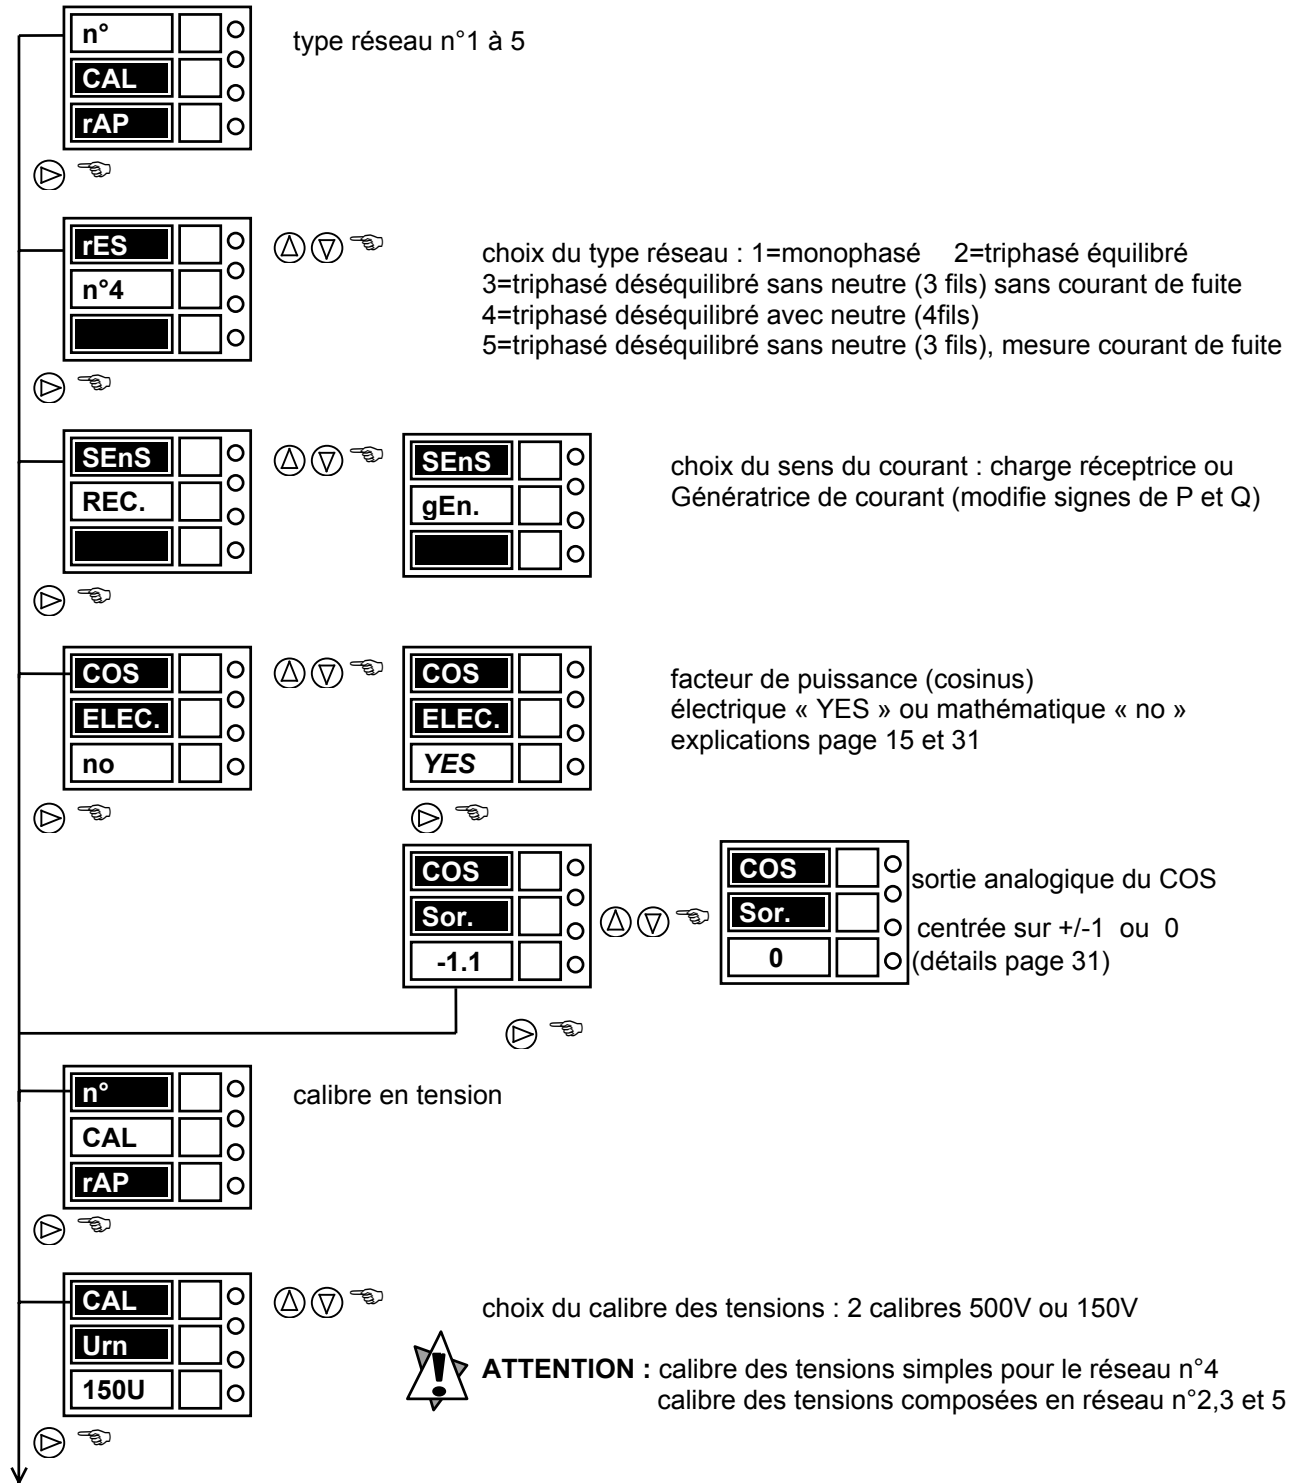 n°
CAL
rAP
type réseau n°1 à 5
rES
n°4
choix du type réseau : 1=monophasé 2=triphasé équilibré
3=triphasé déséquilibré sans neutre (3 fils) sans courant de fuite
4=triphasé déséquilibré avec neutre (4fils)
5=triphasé déséquilibré sans neutre (3 fils), mesure courant de fuite
SEnS
REC.
SEnS
gEn.
choix du sens du courant : charge réceptrice ou
Génératrice de courant (modifie signes de P et Q)
COS
ELEC.
no
COS
ELEC.
YES
facteur de puissance (cosinus)
électrique « YES » ou mathématique « no »
explications page 15 et 31
COS
Sor.
-1.1
COS
Sor.
0
sortie analogique du COS
centrée sur +/-1 ou 0
(détails page 31)
n°
CAL
rAP
calibre en tension
CAL
Urn
150U
choix du calibre des tensions : 2 calibres 500V ou 150V
ATTENTION : calibre des tensions simples pour le réseau n°4
calibre des tensions composées en réseau n°2,3 et 5